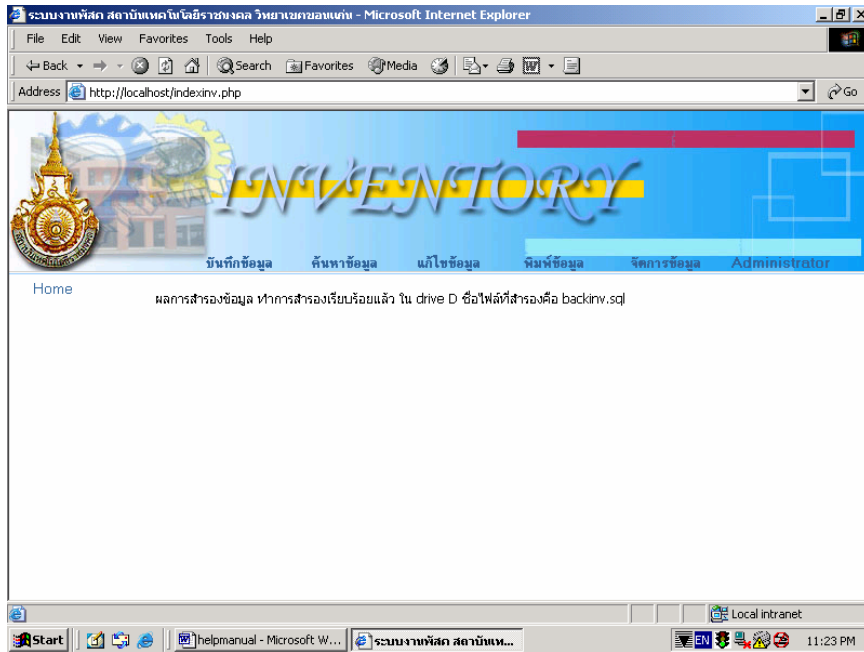 ระบบงานพัสดุ สถาบันเทคโนโลยีราชมงคล วิทยาเขตขอนแก่น - Microsoft Internet Explorer
File Edit View Favorites Tools Help
Back Search Favorites Media
Address http://localhost/indexinv.php Go
INVENTORY
บันทึกข้อมูล ค้นหาข้อมูล แก้ไขข้อมูล พิมพ์ข้อมูล จัดการข้อมูล Administrator
Home
ผลการสำรองข้อมูล ทำการสำรองเรียบร้อยแล้ว ใน drive D ชื่อไฟล์ที่สำรองคือ backinv.sql
Local intranet
Start helpmanual - Microsoft W... ระบบงานพัสดุ สถาบันเท... EN 11:23 PM